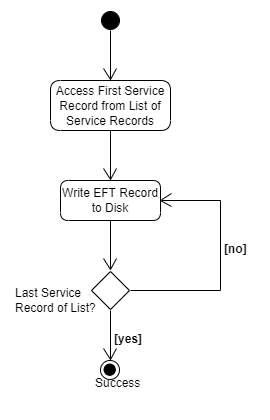 Access First Service
Record from List of
Service Records
Write EFT Record
to Disk
[no]
Last Service
Record of List?
[yes]
Success